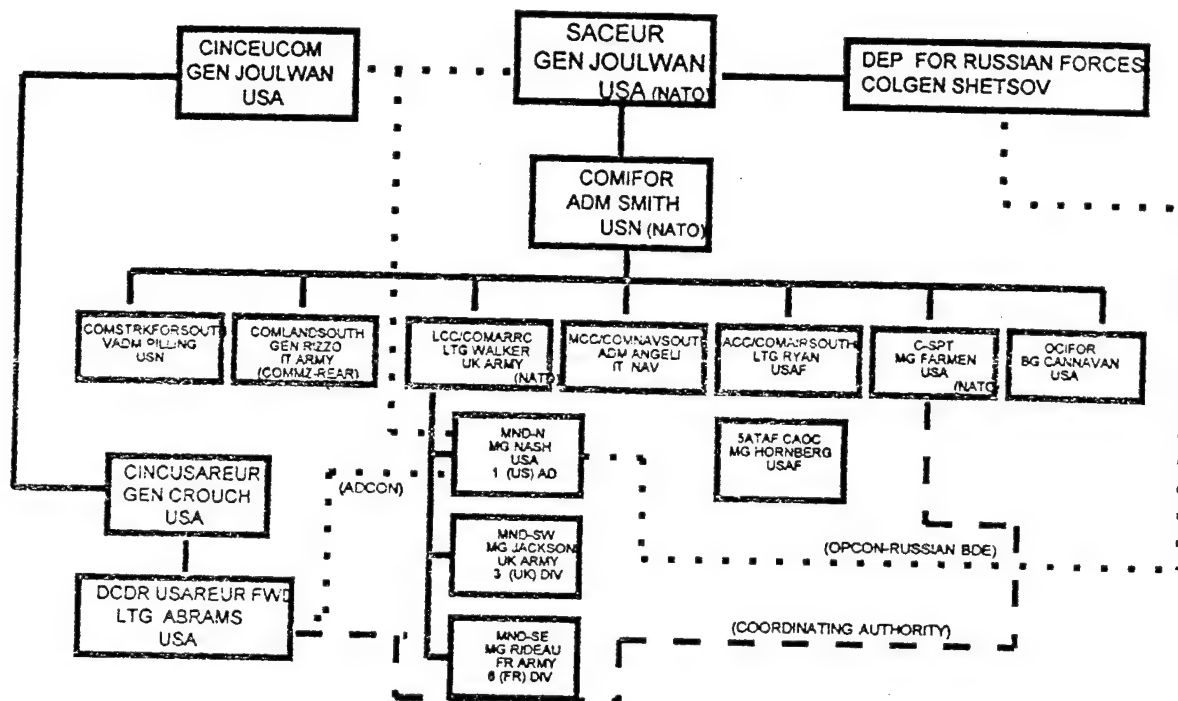 CINCEUCOM
GEN JOULWAN
USA
SACEUR
GEN JOULWAN
USA (NATO)
DEP FOR RUSSIAN FORCES
COLGEN SHETSOV
COMIFOR
ADM SMITH
USN (NATO)
COMSTRKFORSOUTH
VADM PILLING
USN
COMLANDSOUTH
GEN RIZZO
IT ARMY
(COMMZ-REAR)
LCC/COMARRC
LTG WALKER
UK ARMY
(NATO)
MCC/COMNAVSOUTH
ADM ANGELI
IT NAV
ACC/COMAIRSOUTH
LTG RYAN
USAF
C-SPT
MG FARMEN
USA
(NATO)
OCIFOR
BG CANNAVAN
USA
MND-N
MG NASH
USA
1 (US) AD
5ATAF CAOC
MG HORNBERG
USAF
CINCUSAREUR
GEN CROUCH
USA
(ADCON)
MND-SW
MG JACKSON
UK ARMY
3 (UK) DIV
(OPCON-RUSSIAN BDE)
DCDR USAREUR FWD
LTG ABRAMS
USA
MND-SE
MG RIDEAU
FR ARMY
6 (FR) DIV
(COORDINATING AUTHORITY)